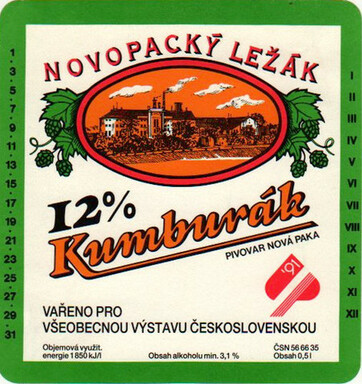 NOVOPACKÝ LEŽÁK
1
3
5
7
9
11
13
15
17
19
21
23
25
27
29
31
I
II
III
IV
V
VI
VII
VIII
IX
X
XI
XII
12%
Kumburák
PIVOVAR NOVÁ PAKA
'91
VAŘENO PRO
VŠEOBECNOU VÝSTAVU ČESKOSLOVENSKOU
Objemová využit.
energie 1850 kJ/l
Obsah alkoholu min. 3,1 %
ČSN 56 66 35
Obsah 0,5 l